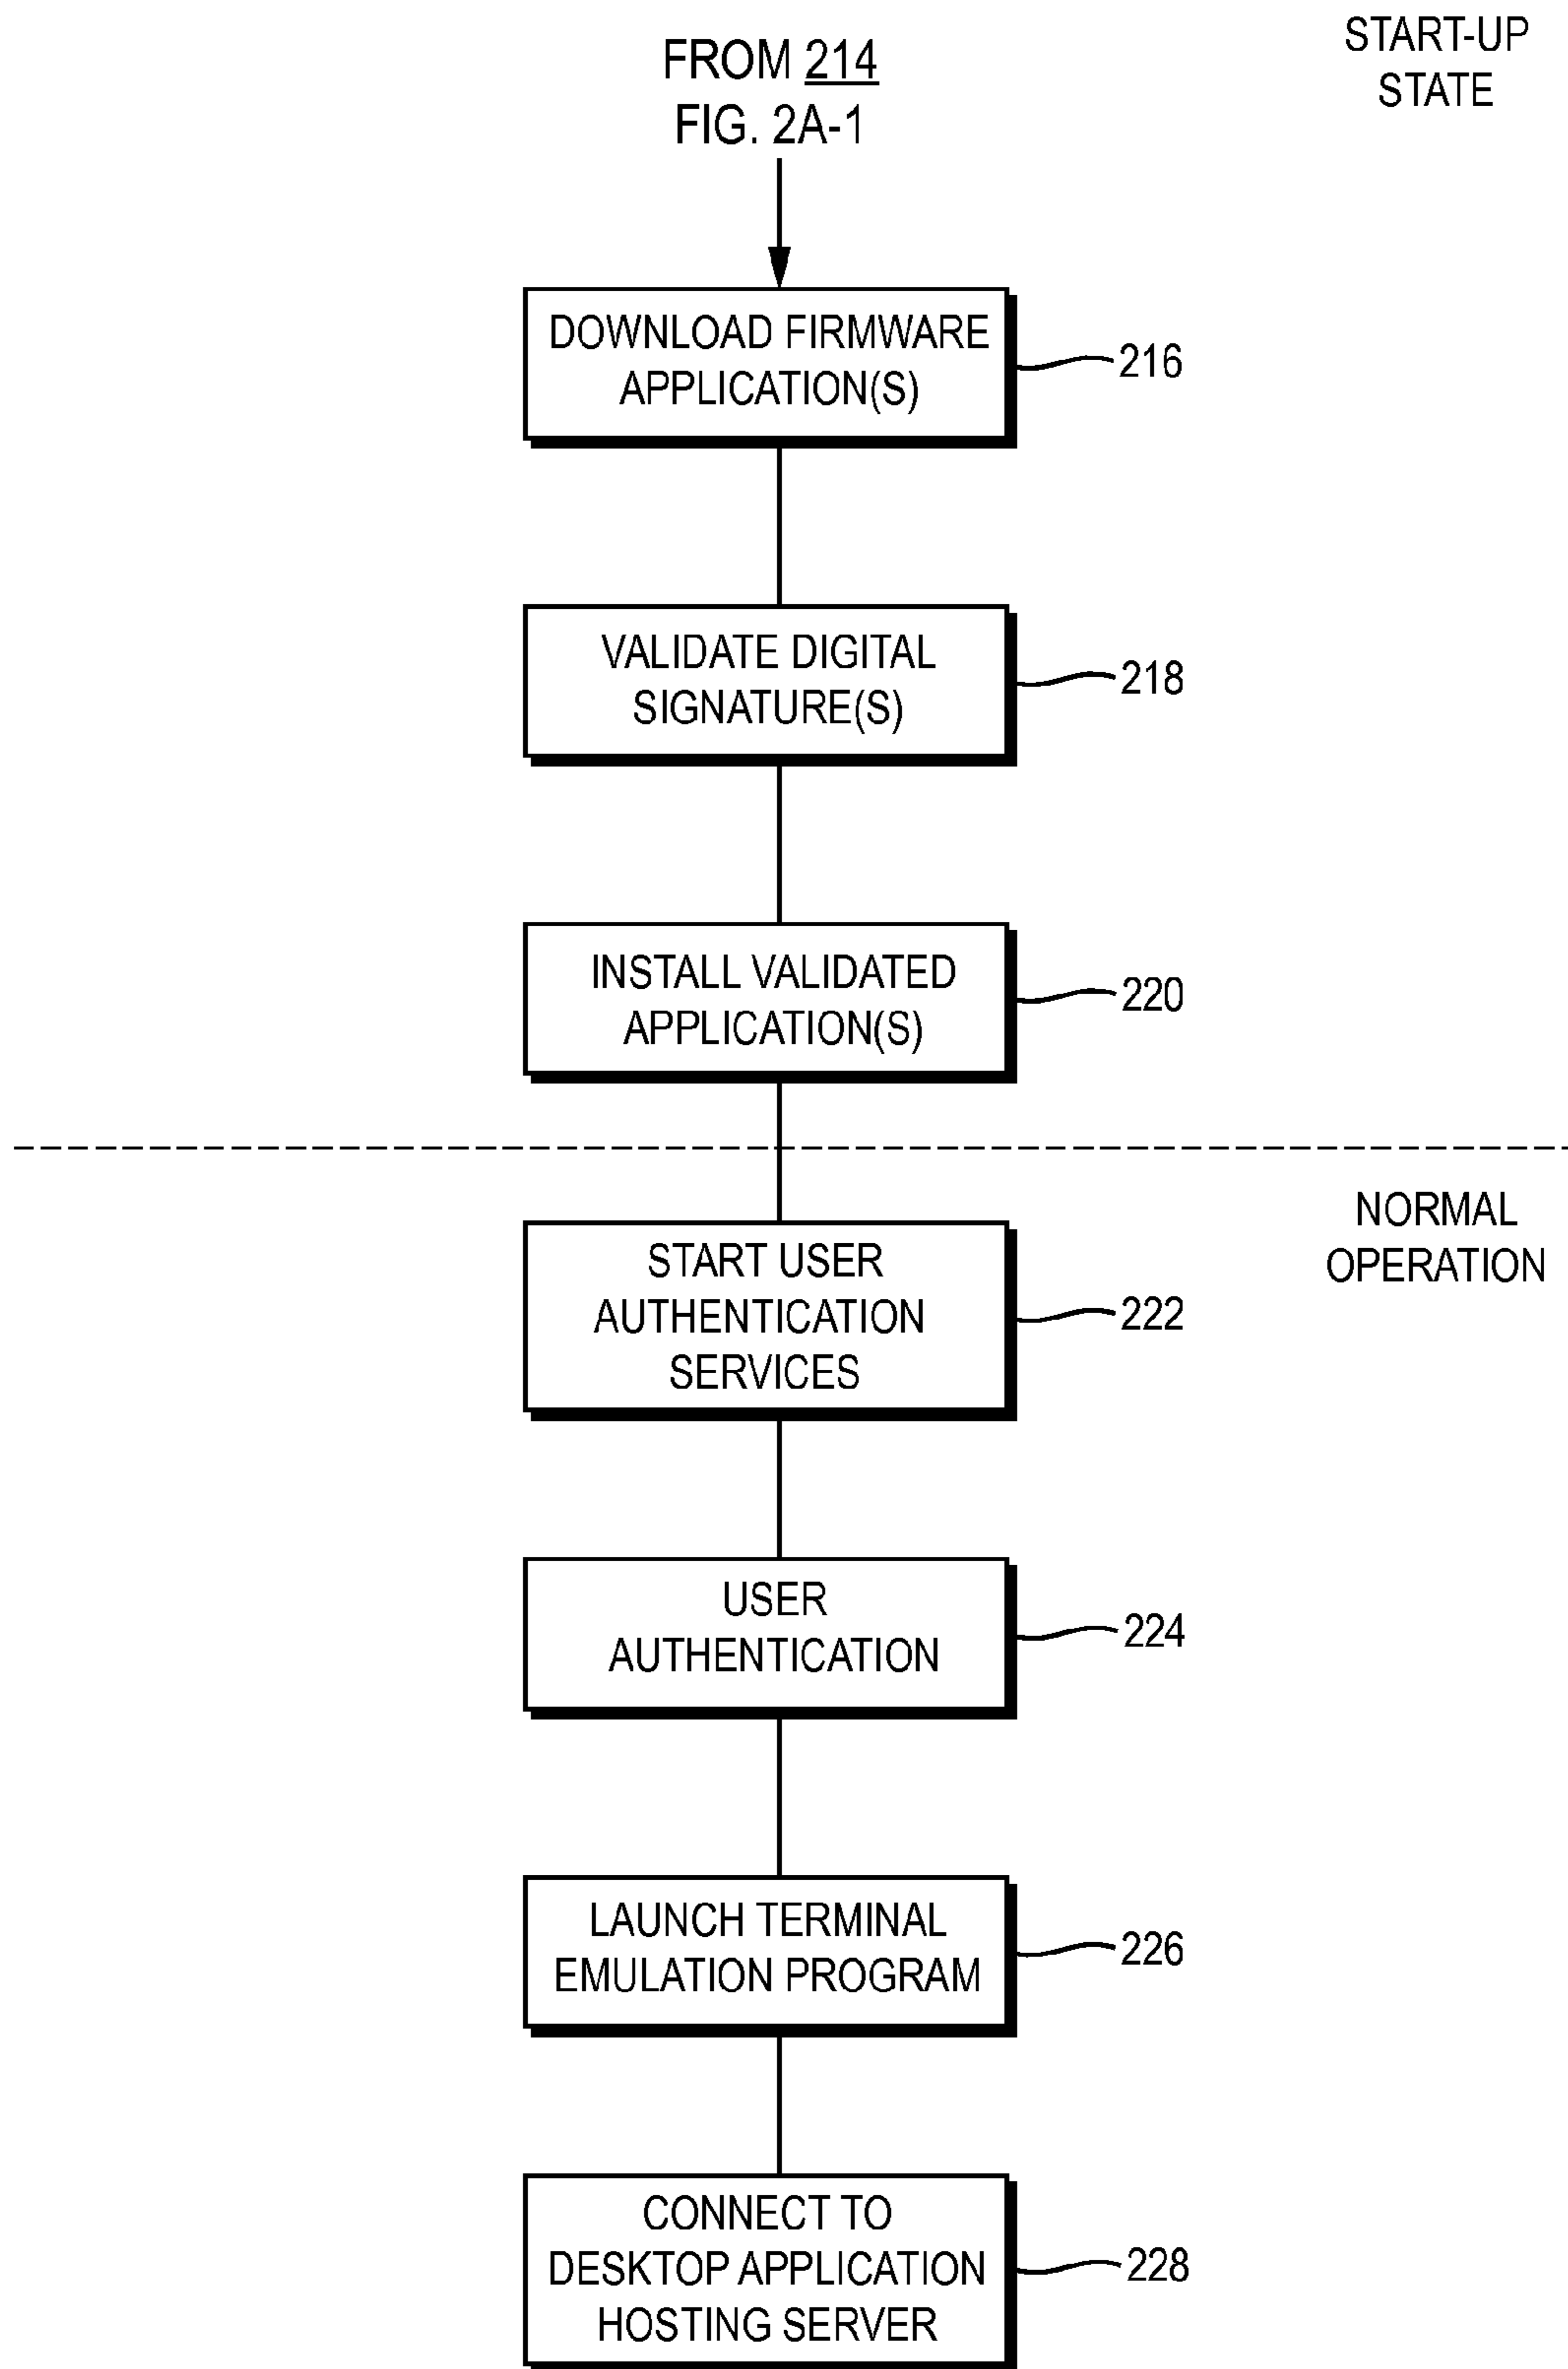 START-UP
STATE
FROM 214
FIG. 2A-1
DOWNLOAD FIRMWARE
APPLICATION(S)
216
VALIDATE DIGITAL
SIGNATURE(S)
218
INSTALL VALIDATED
APPLICATION(S)
220
NORMAL
OPERATION
START USER
AUTHENTICATION
SERVICES
222
USER
AUTHENTICATION
224
LAUNCH TERMINAL
EMULATION PROGRAM
226
CONNECT TO
DESKTOP APPLICATION
HOSTING SERVER
228